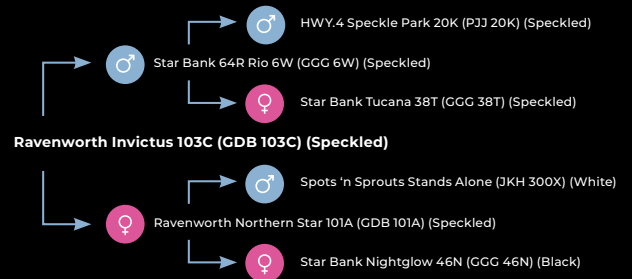 HWY.4 Speckle Park 20K (PJJ 20K) (Speckled)
Star Bank 64R Rio 6W (GGG 6W) (Speckled)
Star Bank Tucana 38T (GGG 38T) (Speckled)
Ravenworth Invictus 103C (GDB 103C) (Speckled)
Spots ‘n Sprouts Stands Alone (JKH 300X) (White)
Ravenworth Northern Star 101A (GDB 101A) (Speckled)
Star Bank Nightglow 46N (GGG 46N) (Black)